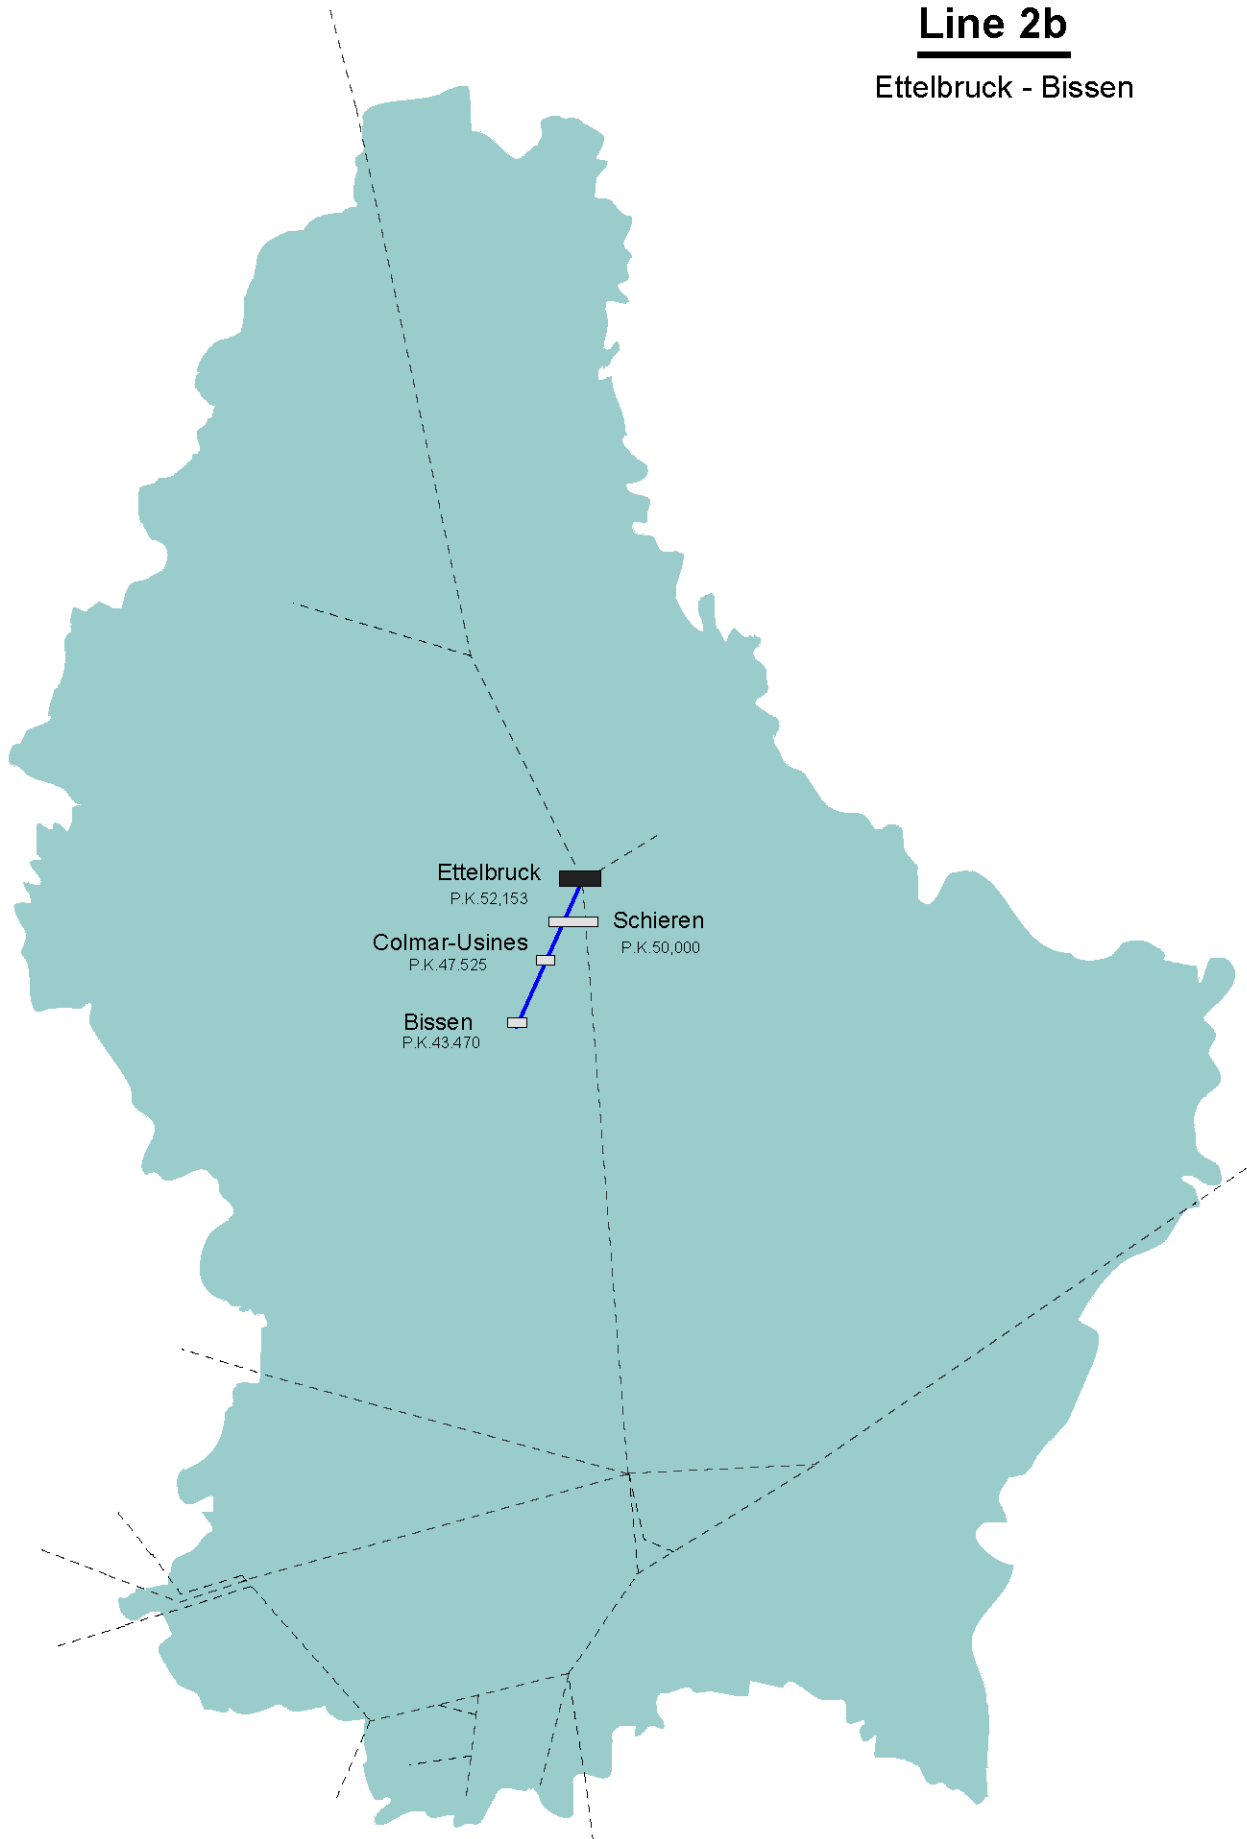 Line 2b
Ettelbruck - Bissen
Ettelbruck
P.K.52,153
Schieren
P.K.50,000
Colmar-Usines
P.K.47.525
Bissen
P.K.43.470